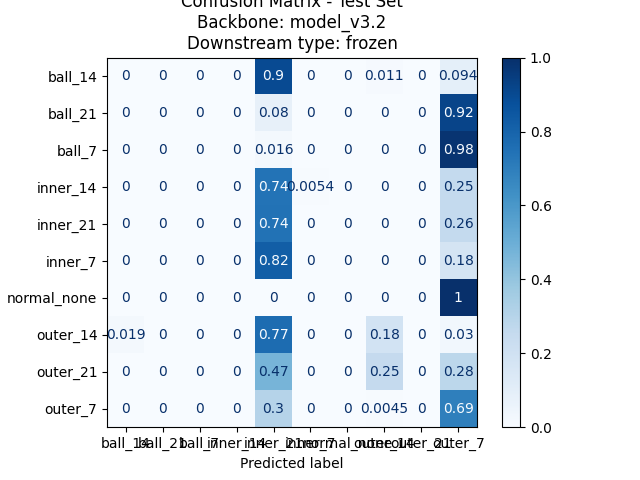 Confusion Matrix - Test Set
Backbone: model_v3.2
Downstream type: frozen
ball_14 0 0 0 0 0.9 0 0 0.011 0 0.094
ball_21 0 0 0 0 0.08 0 0 0 0 0.92
ball_7 0 0 0 0 0.016 0 0 0 0 0.98
inner_14 0 0 0 0 0.74 0.0054 0 0 0 0.25
inner_21 0 0 0 0 0.74 0 0 0 0 0.26
inner_7 0 0 0 0 0.82 0 0 0 0 0.18
normal_none 0 0 0 0 0 0 0 0 0 1
outer_14 0.019 0 0 0 0.77 0 0 0.18 0 0.03
outer_21 0 0 0 0 0.47 0 0 0.25 0 0.28
outer_7 0 0 0 0 0.3 0 0 0.0045 0 0.69
ball_14 ball_21 ball_7 inner_14 inner_21 inner_7 normal_none outer_14 outer_21 outer_7
Predicted label
1.0
0.8
0.6
0.4
0.2
0.0